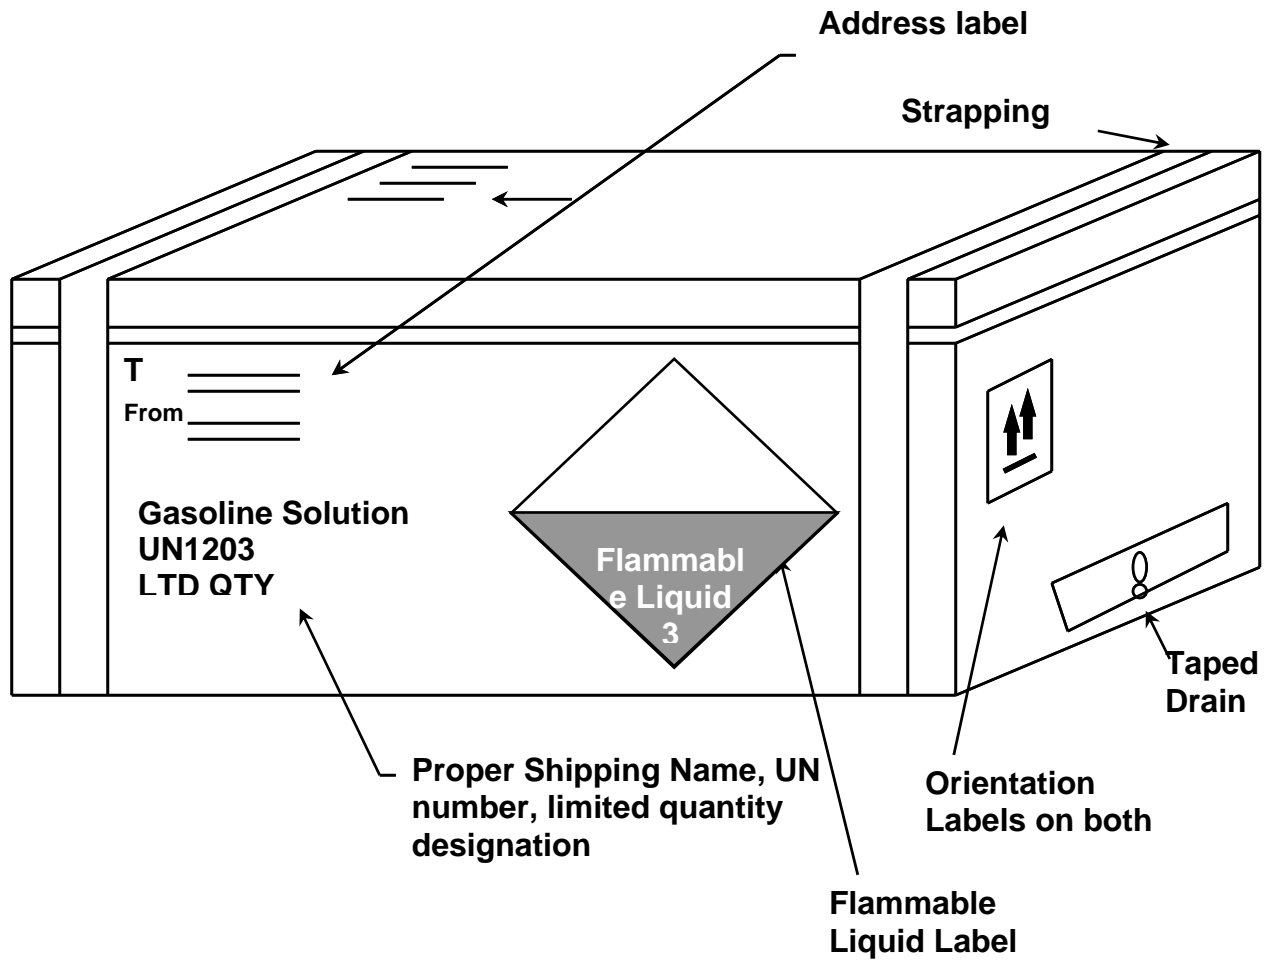 Address label
Strapping
T
From
Gasoline Solution
UN1203
LTD QTY
Flammabl
e Liquid
3
Taped
Drain
Proper Shipping Name, UN
number, limited quantity
designation
Orientation
Labels on both
Flammable
Liquid Label